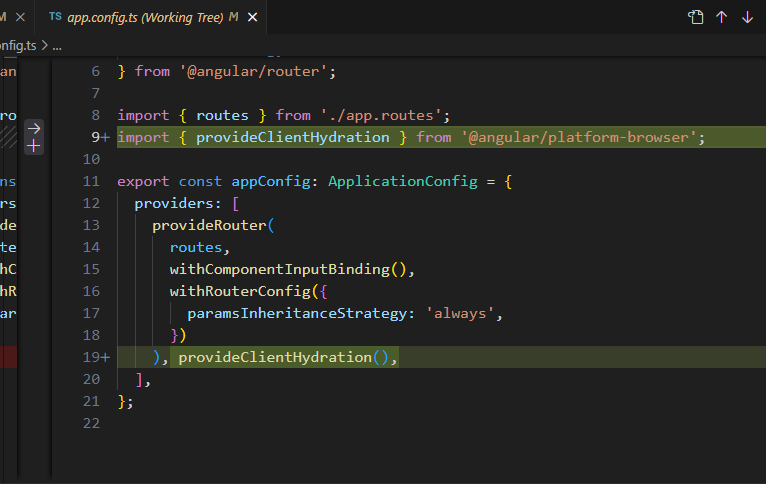 M
TS app.config.ts (Working Tree) M
nfig.ts > ...
6 } from '@angular/router';
7
8 import { routes } from './app.routes';
9+ import { provideClientHydration } from '@angular/platform-browser';
10
11 export const appConfig: ApplicationConfig = {
12 providers: [
13 provideRouter(
14 routes,
15 withComponentInputBinding(),
16 withRouterConfig({
17 paramsInheritanceStrategy: 'always',
18 })
19+ ), provideClientHydration(),
20 ],
21 };
22
an
ro
ns
rs
de
te
hC
hR
ar